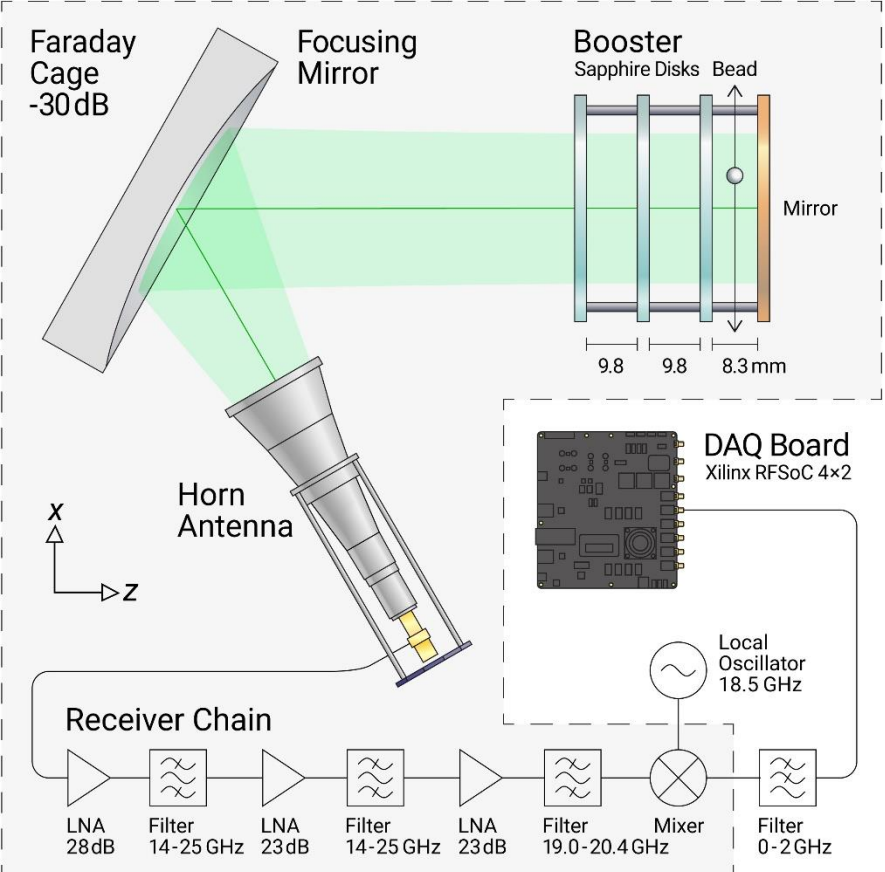 Faraday
Cage
-30 dB
Focusing
Mirror
Booster
Sapphire Disks Bead
Mirror
9.8 9.8 8.3 mm
DAQ Board
Xilinx RFSoC 4×2
Horn
Antenna
x
z
Local
Oscillator
18.5 GHz
Receiver Chain
LNA
28 dB
Filter
14-25 GHz
LNA
23 dB
Filter
14-25 GHz
LNA
23 dB
Filter
19.0-20.4 GHz
Mixer
Filter
0-2 GHz